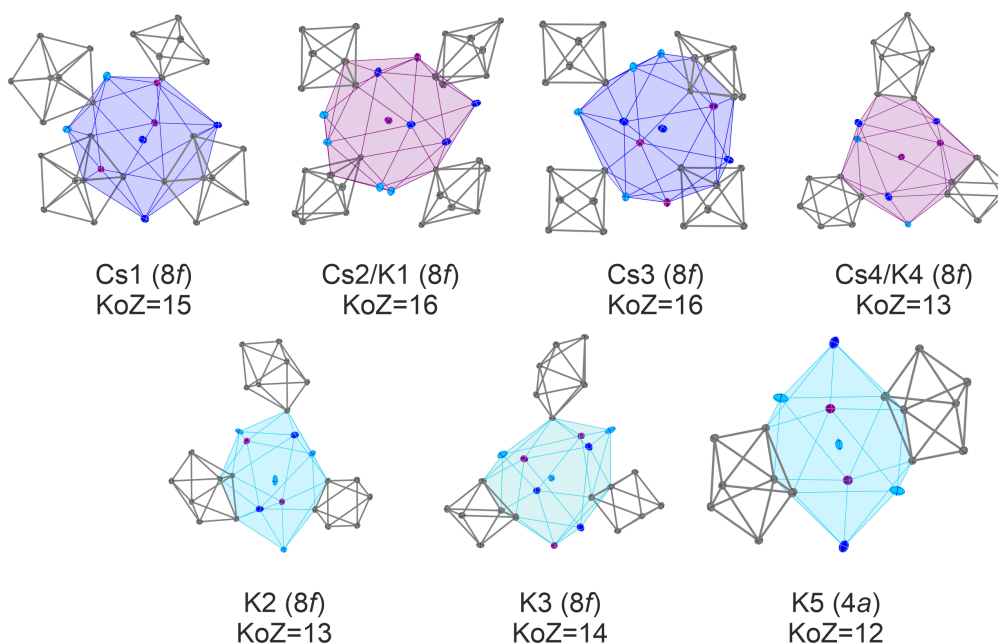 Cs1 (8f)
KoZ=15
Cs2/K1 (8f)
KoZ=16
Cs3 (8f)
KoZ=16
Cs4/K4 (8f)
KoZ=13
K2 (8f)
KoZ=13
K3 (8f)
KoZ=14
K5 (4a)
KoZ=12